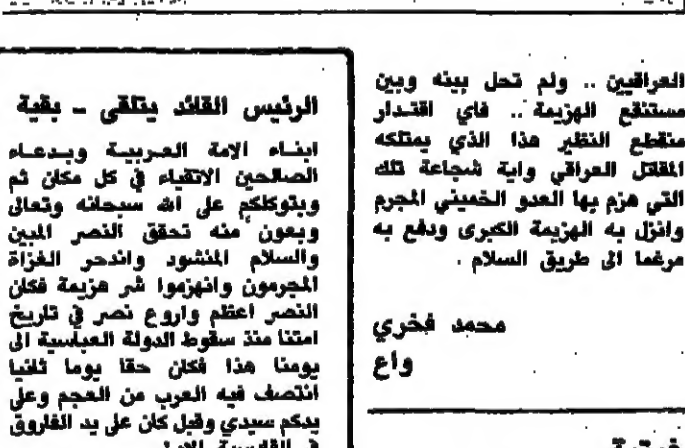 العراقيين .. ولم تحل بينه وبين
مستنقع الهزيمة .. فاي اقتدار
منقطع النظير هذا الذي يمتلكه
المقاتل العراقي واية شجاعة تلك
التي هزم بها العدو الخميني المجرم
وانزل به الهزيمة الكبرى ودفع به
مرغما الى طريق السلام .
محمد فخري
واع
الرئيس القائد يتلقى ـ بقية
ابناء الامة العربية وبدعاء
الصالحين الاتقياء في كل مكان ثم
وبتوكلكم على الله سبحانه وتعالى
وبعون منه تحقق النصر المبين
والسلام المنشود واندحر الغزاة
المجرمون وانهزموا شر هزيمة فكان
النصر اعظم واروع نصر في تاريخ
امتنا منذ سقوط الدولة العباسية الى
يومنا هذا فكان حقا يوما ثانيا
انتصف فيه العرب من العجم وعلى
يدكم سيدي وقبل كان على يد الفاروق
في القادسية